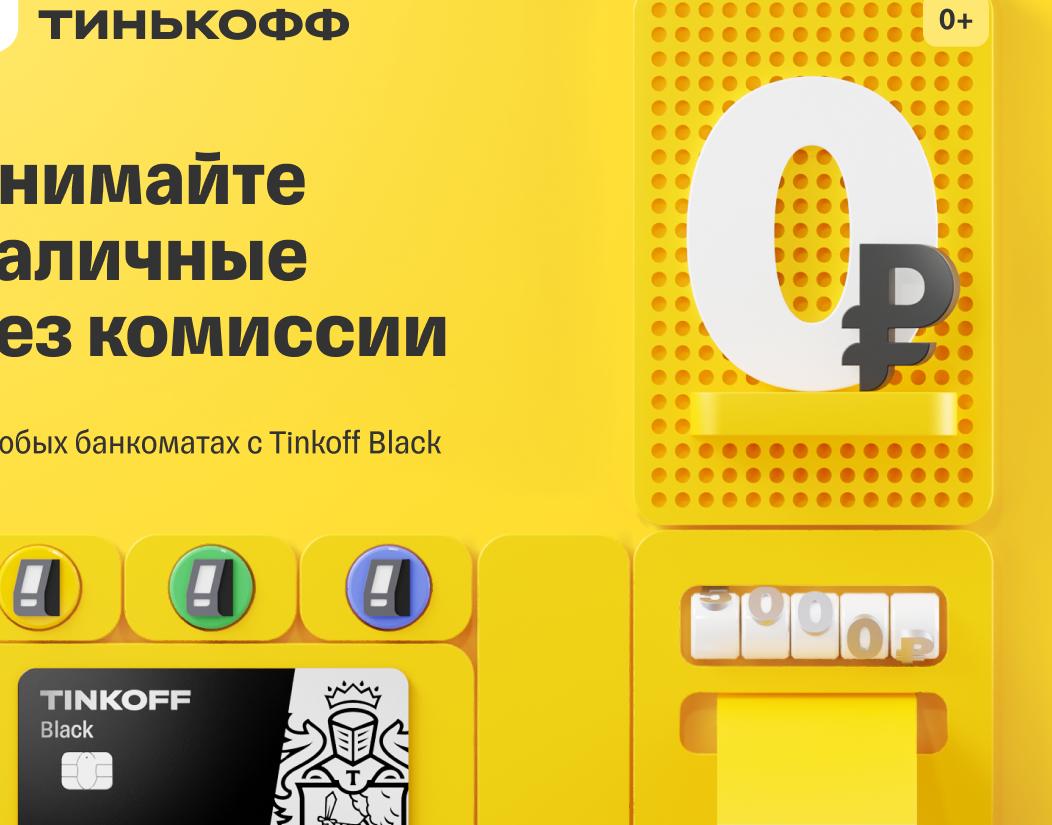 ТИНЬКОФФ
0+
нимайте
аличные
ез комиссии
0 ₽
обых банкоматах с Tinkoff Black
5000₽
TINKOFF
Black
T